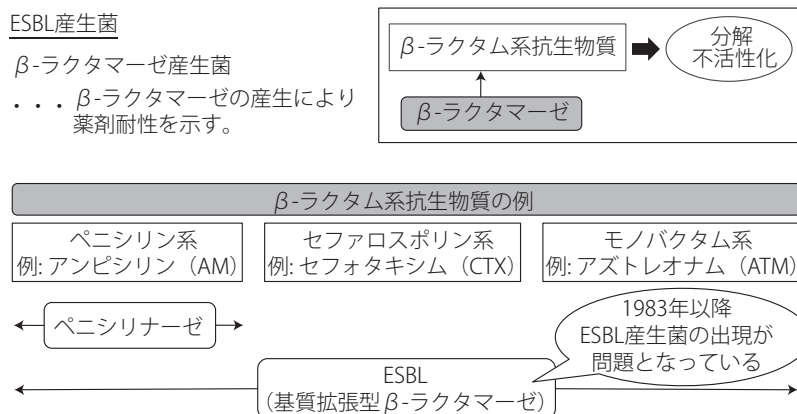 ESBL産生菌
β-ラクタマーゼ産生菌
・・・β-ラクタマーゼの産生により
薬剤耐性を示す。
β-ラクタム系抗生物質
分解
不活性化
β-ラクタマーゼ
β-ラクタム系抗生物質の例
ペニシリン系
例: アンピシリン（AM）
セファロスポリン系
例: セフォタキシム（CTX）
モノバクタム系
例: アズトレオナム（ATM）
ペニシリナーゼ
1983年以降
ESBL産生菌の出現が
問題となっている
ESBL
（基質拡張型β-ラクタマーゼ）